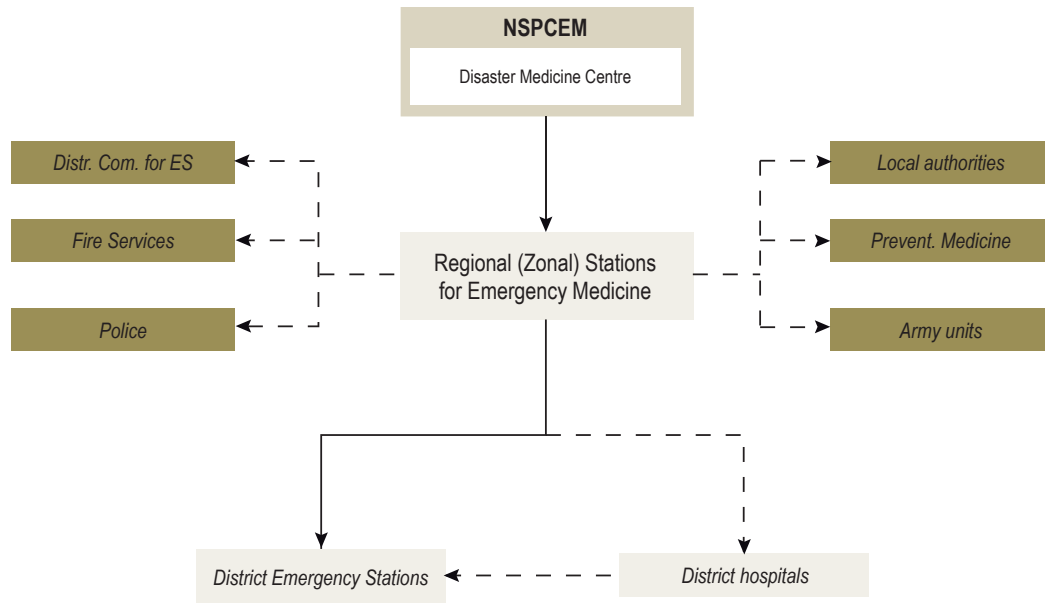 NSPCEM
Disaster Medicine Centre
Distr. Com. for ES
Local authorities
Fire Services
Prevent. Medicine
Regional (Zonal) Stations
for Emergency Medicine
Police
Army units
District Emergency Stations
District hospitals